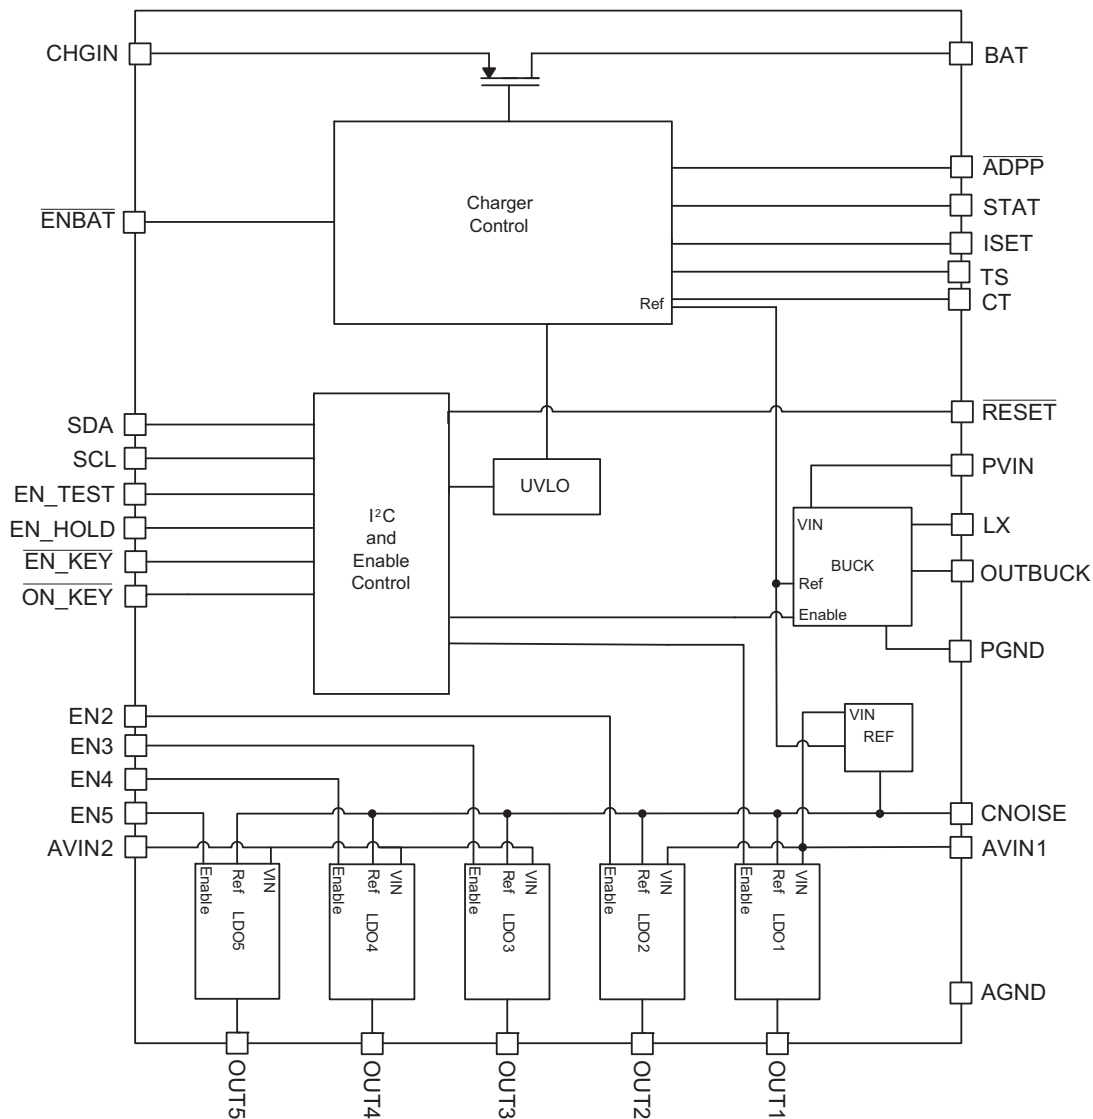 CHGIN
BAT
Charger
Control
ENBAT
ADPP
STAT
ISET
TS
CT
Ref
SDA
SCL
EN_TEST
EN_HOLD
EN_KEY
ON_KEY
I²C
and
Enable
Control
UVLO
RESET
PVIN
LX
OUTBUCK
PGND
VIN
BUCK
Ref
Enable
EN2
EN3
EN4
EN5
AVIN2
VIN
REF
CNOISE
AVIN1
AGND
Enable
Ref
VIN
LDO5
Enable
Ref
VIN
LDO4
Enable
Ref
VIN
LDO3
Enable
Ref
VIN
LDO2
Enable
Ref
VIN
LDO1
OUT5
OUT4
OUT3
OUT2
OUT1